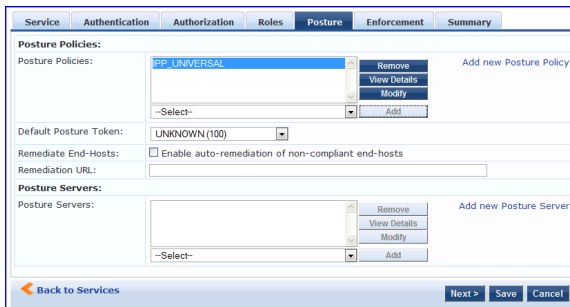 Service Authentication Authorization Roles Posture Enforcement Summary
Posture Policies:
Posture Policies: IPP_UNIVERSAL Remove Add new Posture Policy
View Details
Modify
--Select-- Add
Default Posture Token: UNKNOWN (100)
Remediate End-Hosts: Enable auto-remediation of non-compliant end-hosts
Remediation URL:
Posture Servers:
Posture Servers: Remove Add new Posture Server
View Details
Modify
--Select-- Add
Back to Services Next > Save Cancel